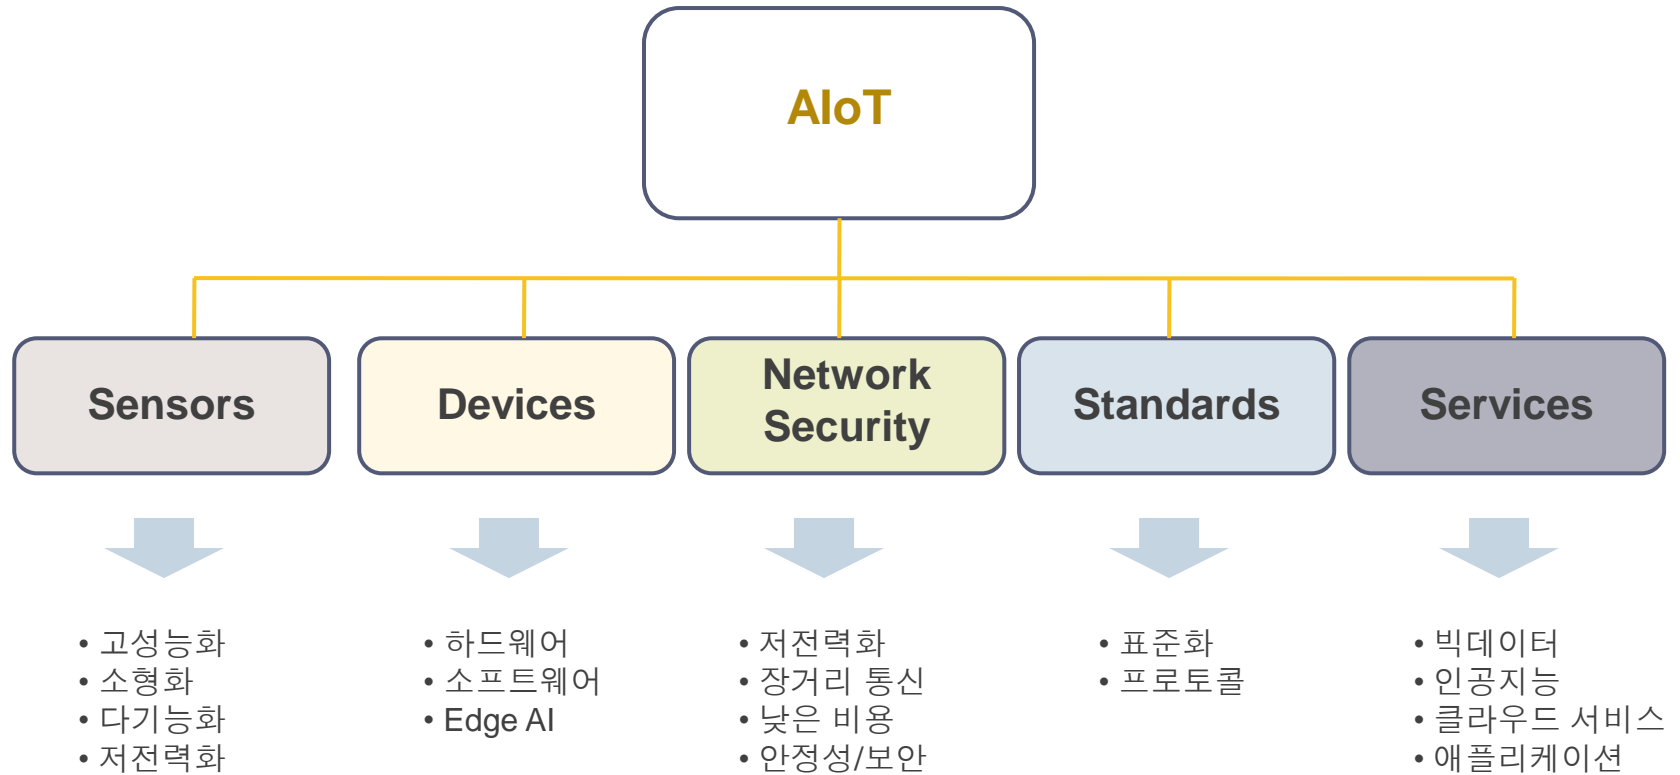 AIoT
Sensors
Devices
Network
Security
Standards
Services
• 고성능화
• 소형화
• 다기능화
• 저전력화
• 하드웨어
• 소프트웨어
• Edge AI
• 저전력화
• 장거리 통신
• 낮은 비용
• 안정성/보안
• 표준화
• 프로토콜
• 빅데이터
• 인공지능
• 클라우드 서비스
• 애플리케이션